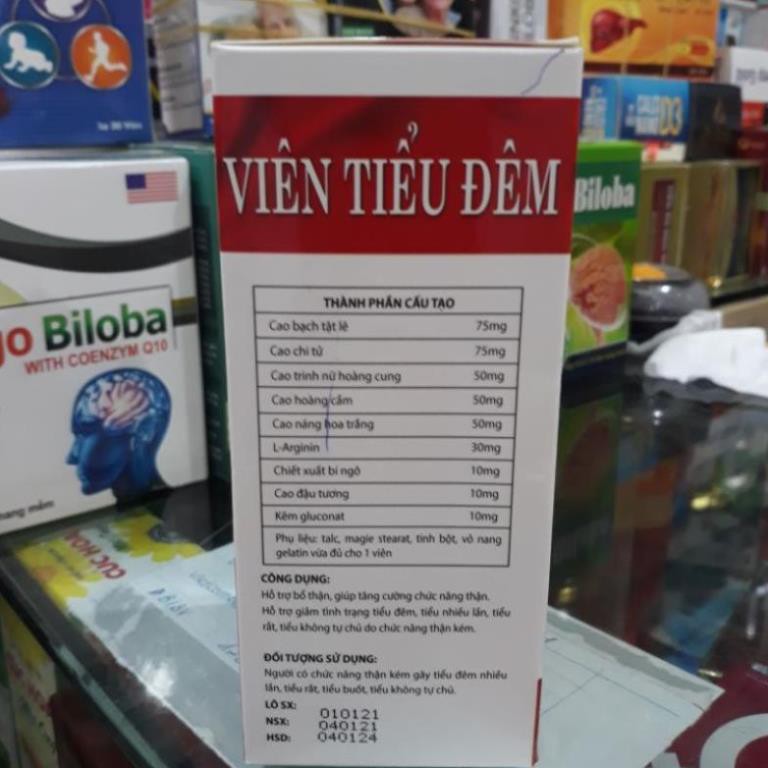 VIÊN TIỂU ĐÊM
THÀNH PHẦN CẤU TẠO
Cao bạch tật lê 75mg
Cao chi tử 75mg
Cao trinh nữ hoàng cung 50mg
Cao hoàng cầm 50mg
Cao náng hoa trắng 50mg
L-Arginin 30mg
Chiết xuất bí ngô 10mg
Cao đậu tương 10mg
Kẽm gluconat 10mg
Phụ liệu: talc, magie stearat, tinh bột, vỏ nang
gelatin vừa đủ cho 1 viên
CÔNG DỤNG:
Hỗ trợ bổ thận, giúp tăng cường chức năng thận.
Hỗ trợ giảm tình trạng tiểu đêm, tiểu nhiều lần, tiểu
rắt, tiểu không tự chủ do chức năng thận kém.
ĐỐI TƯỢNG SỬ DỤNG:
Người có chức năng thận kém gây tiểu đêm nhiều
lần, tiểu rắt, tiểu buốt, tiểu không tự chủ.
LÔ SX: 010121
NSX: 040121
HSD: 040124
Biloba
WITH COENZYM Q10
Biloba
D3
CÚC HOA